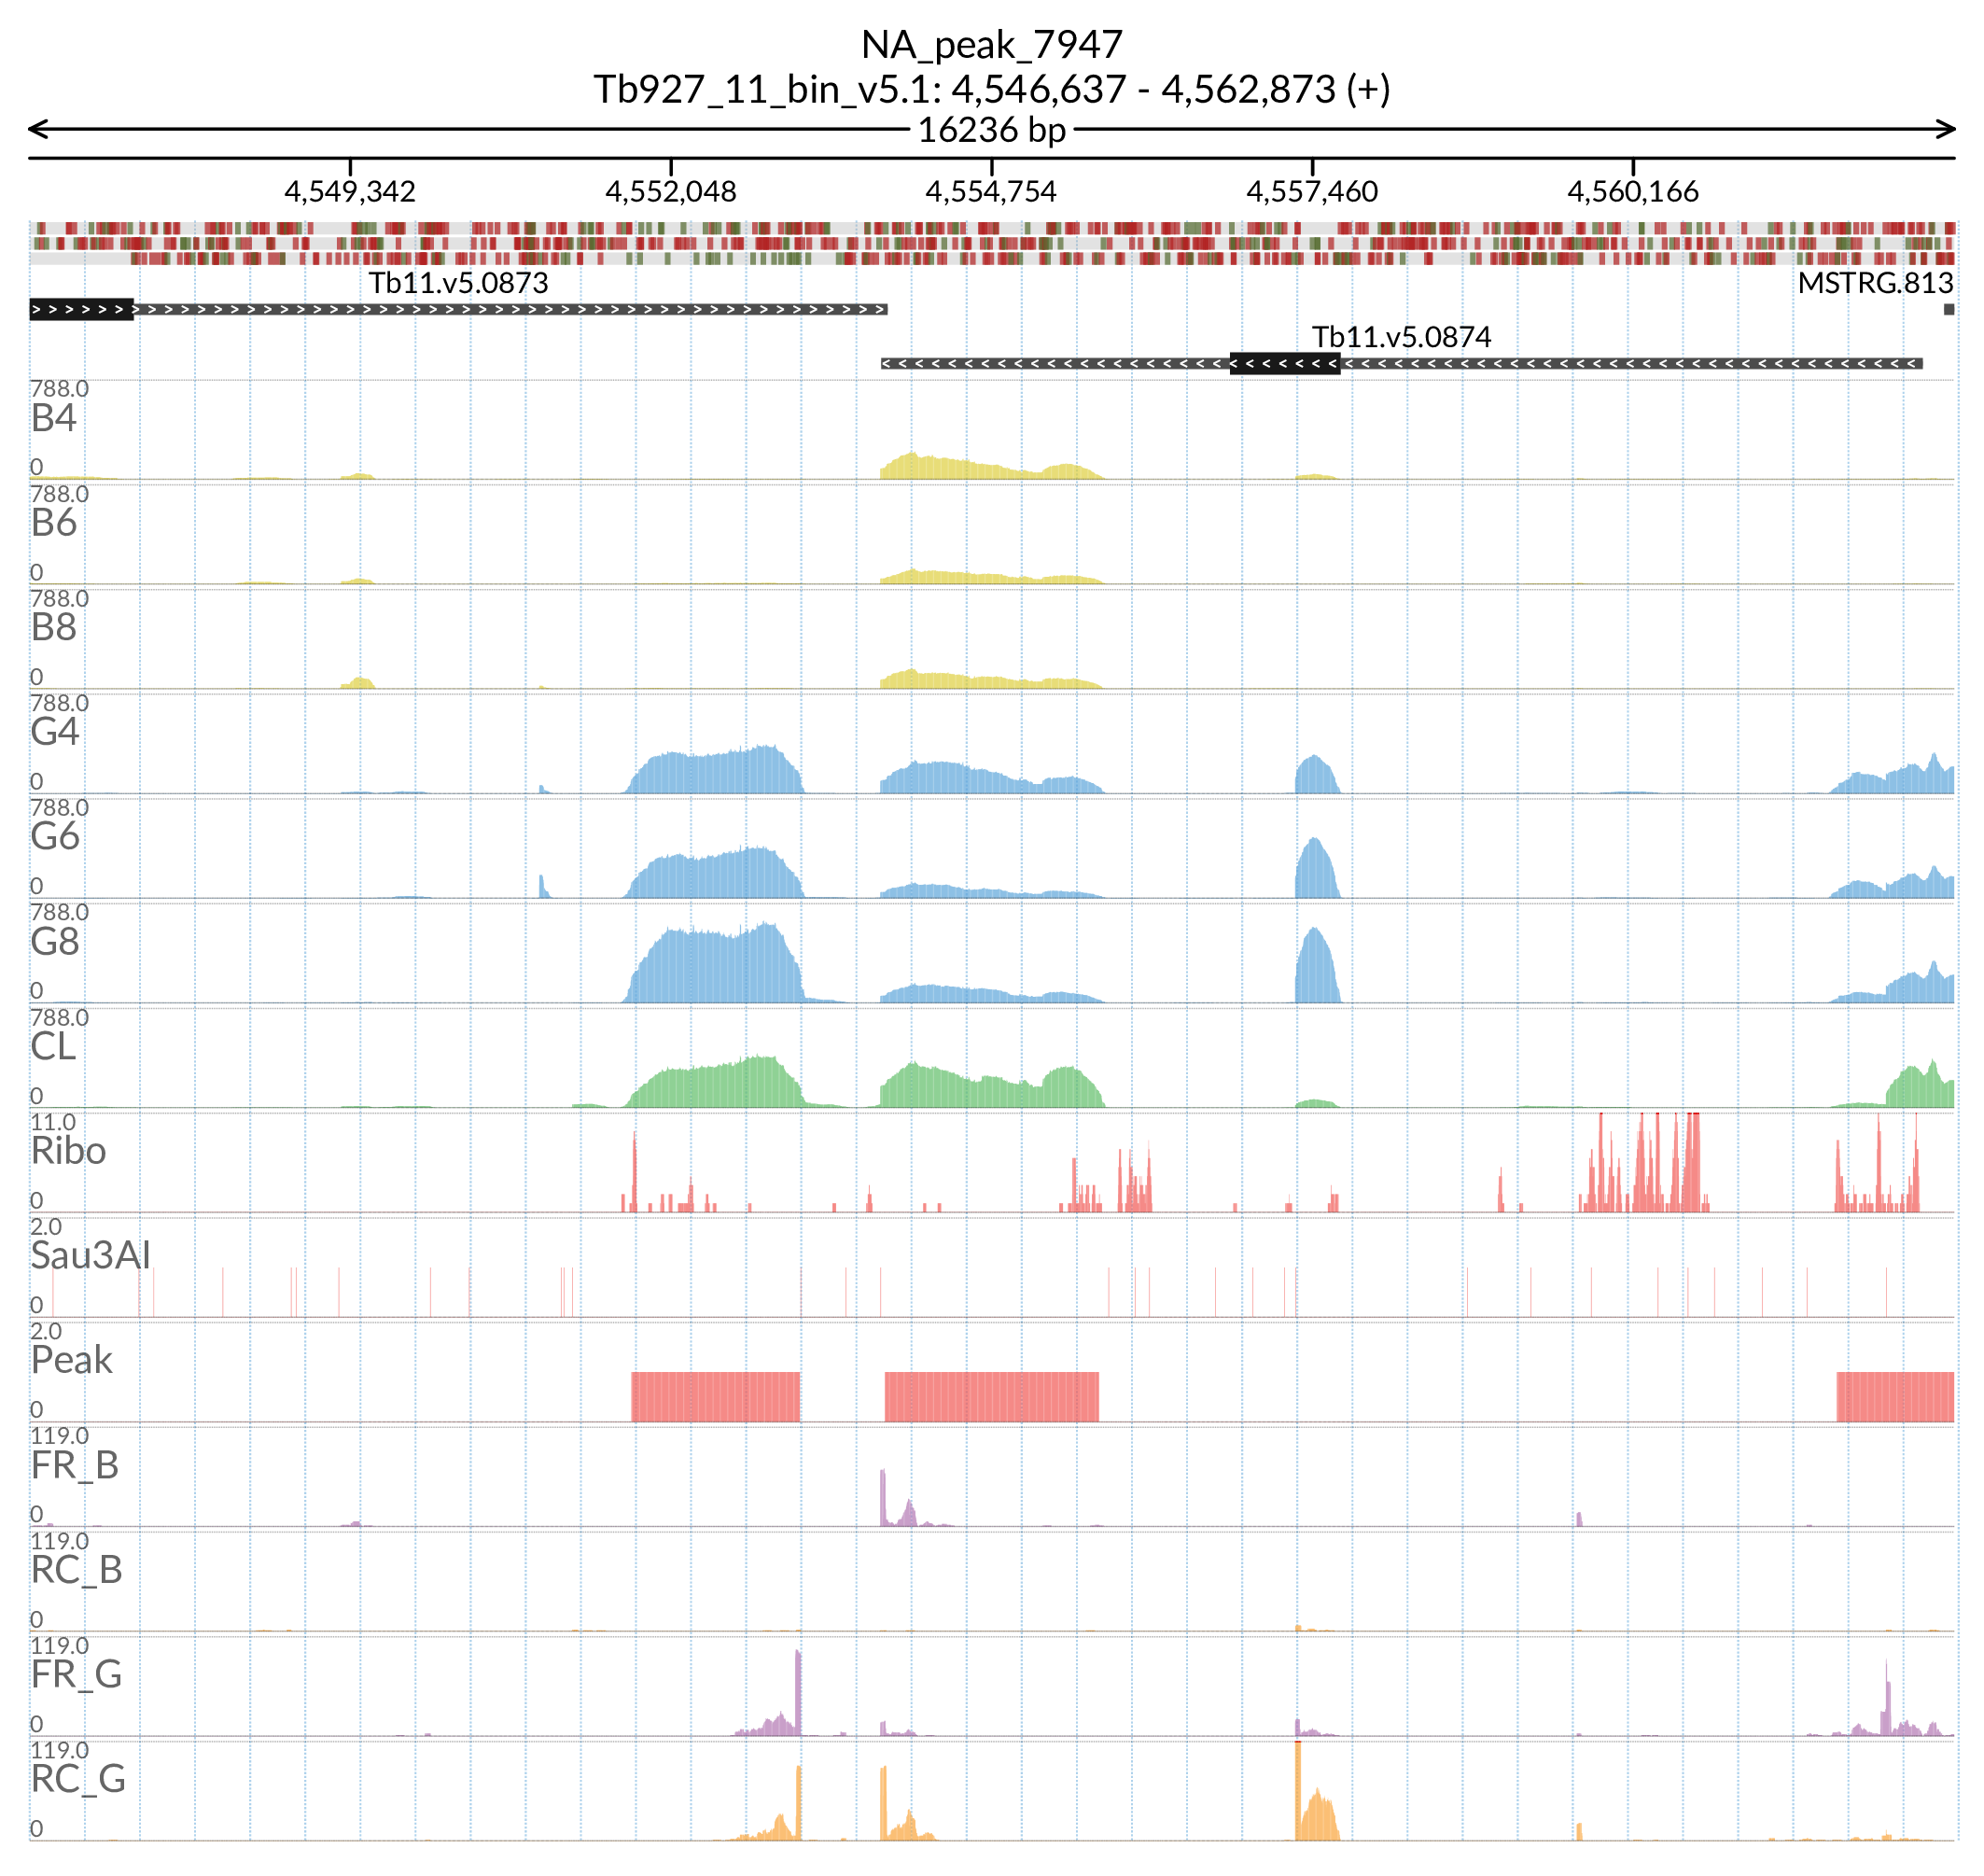 NA_peak_7947
Tb927_11_bin_v5.1: 4,546,637 - 4,562,873 (+)
16236 bp
4,549,342 4,552,048 4,554,754 4,557,460 4,560,166
Tb11.v5.0873 MSTRG.813
Tb11.v5.0874
788.0
B4
0
788.0
B6
0
788.0
B8
0
788.0
G4
0
788.0
G6
0
788.0
G8
0
788.0
CL
0
11.0
Ribo
0
2.0
Sau3AI
0
2.0
Peak
0
119.0
FR_B
0
119.0
RC_B
0
119.0
FR_G
0
119.0
RC_G
0